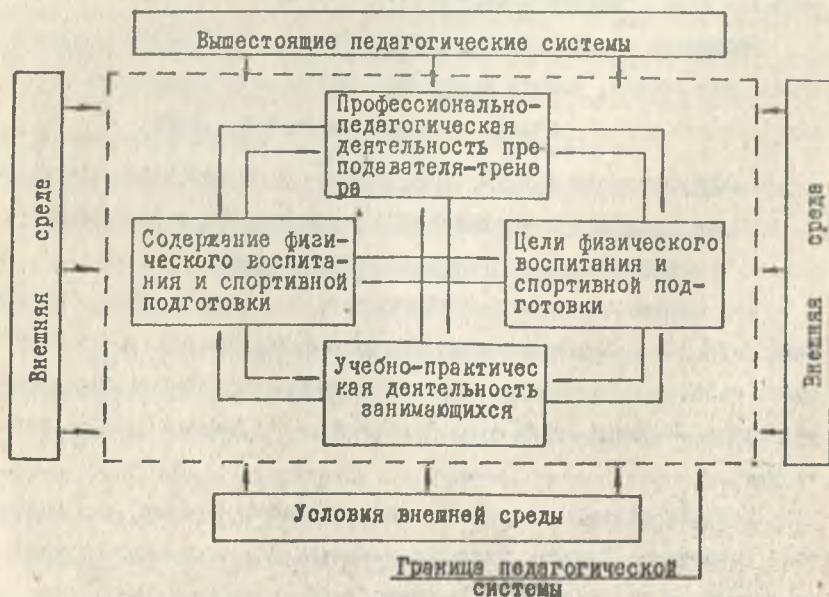 Вышестоящие педагогические системы
Внешняя среда
Профессионально-
педагогическая
деятельность пре
подавателя-трене
ра
Внешняя среда
Содержание физи-
ческого воспита-
ния и спортивной
подготовки
Цели физического
воспитания и
спортивной под-
готовки
Учебно-практичес
кая деятельность
занимающихся
Условия внешней среды
Граница педагогической
системы